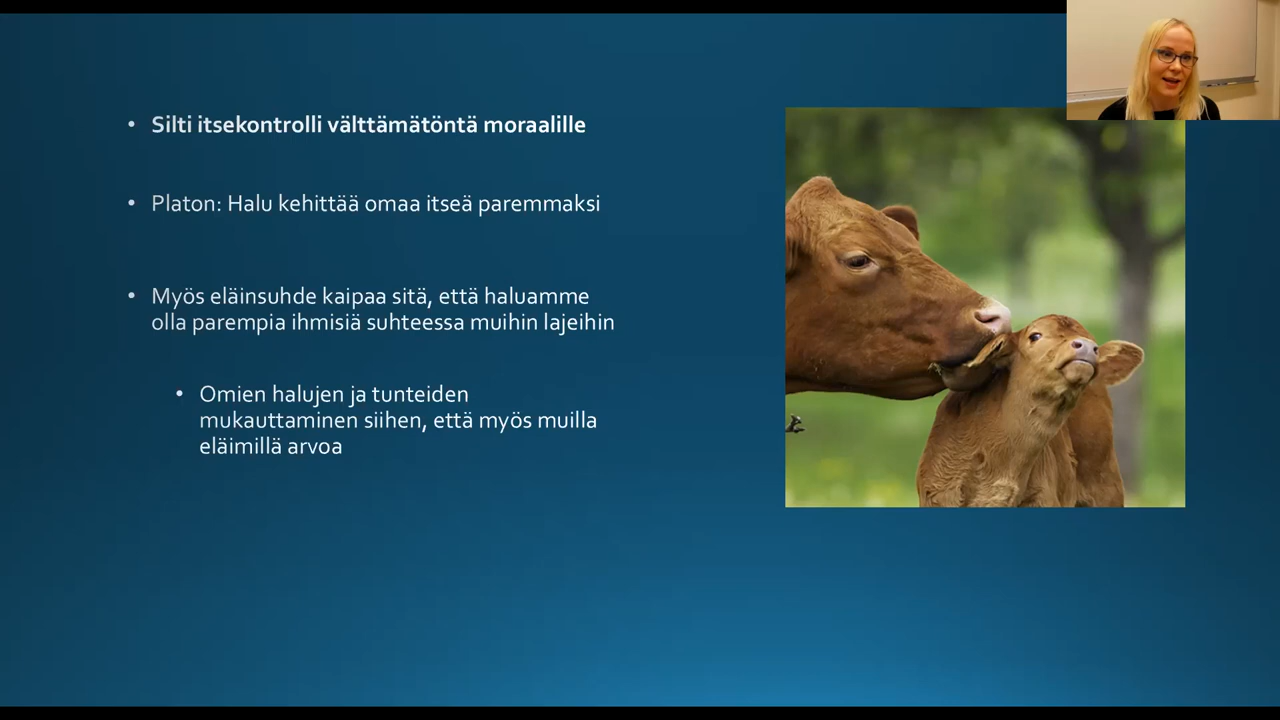 • Silti itsekontrolli välttämätöntä moraalille
• Platon: Halu kehittää omaa itseä paremmaksi
• Myös eläinsuhde kaipaa sitä, että haluamme
olla parempia ihmisiä suhteessa muihin lajeihin
• Omien halujen ja tunteiden
mukauttaminen siihen, että myös muilla
eläimillä arvoa